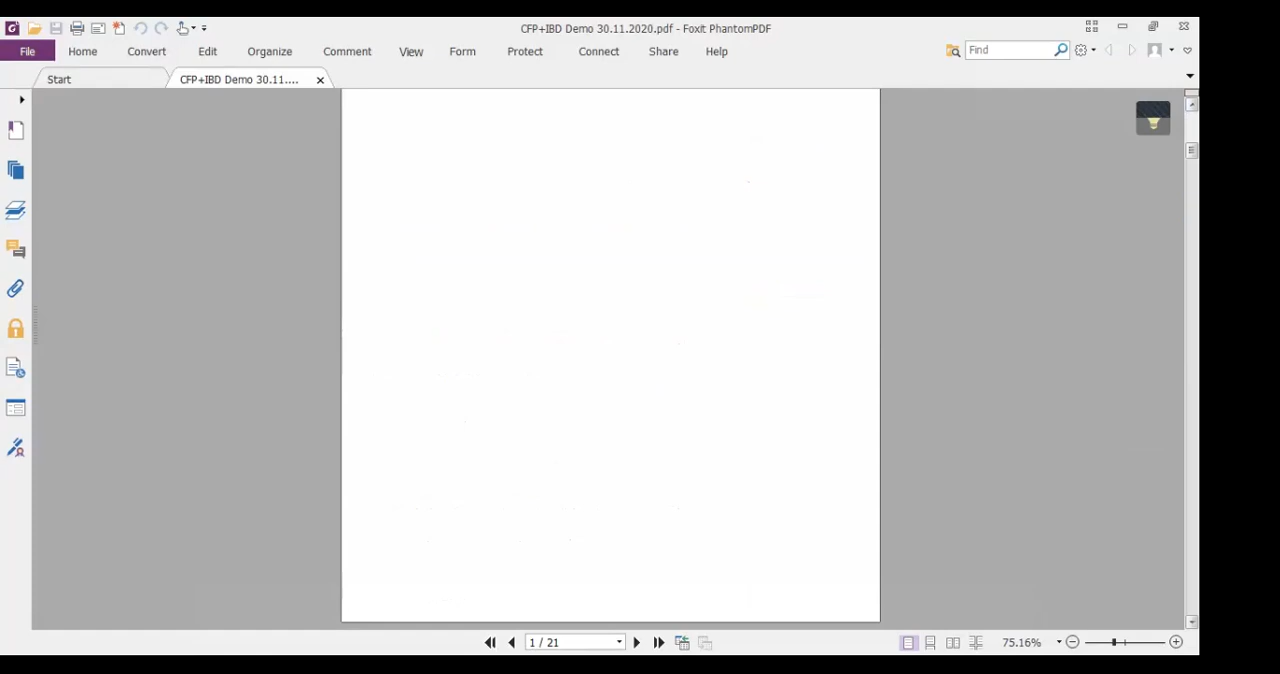 CFP+IBD Demo 30.11.2020.pdf - Foxit PhantomPDF
File Home Convert Edit Organize Comment View Form Protect Connect Share Help Find
Start CFP+IBD Demo 30.11....
1 / 21 75.16%